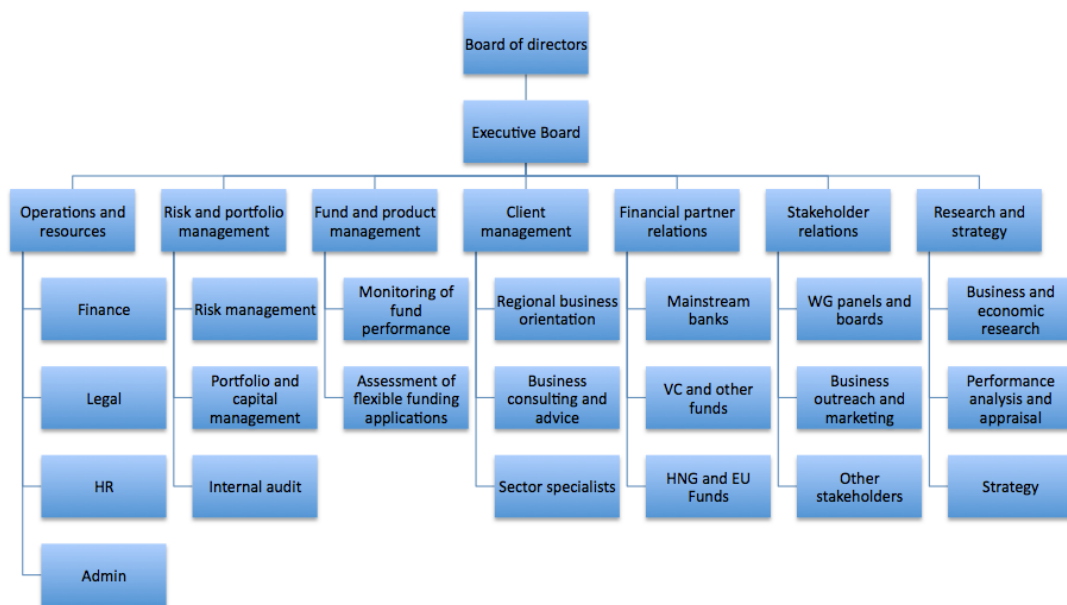 Board of directors
Executive Board
Operations and
resources
Risk and portfolio
management
Fund and product
management
Client
management
Financial partner
relations
Stakeholder
relations
Research and
strategy
Finance
Legal
HR
Admin
Risk management
Portfolio and
capital
management
Internal audit
Monitoring of
fund
performance
Assessment of
flexible funding
applications
Regional business
orientation
Business
consulting and
advice
Sector specialists
Mainstream
banks
VC and other
funds
HNG and EU
Funds
WG panels and
boards
Business
outreach and
marketing
Other
stakeholders
Business and
economic
research
Performance
analysis and
appraisal
Strategy